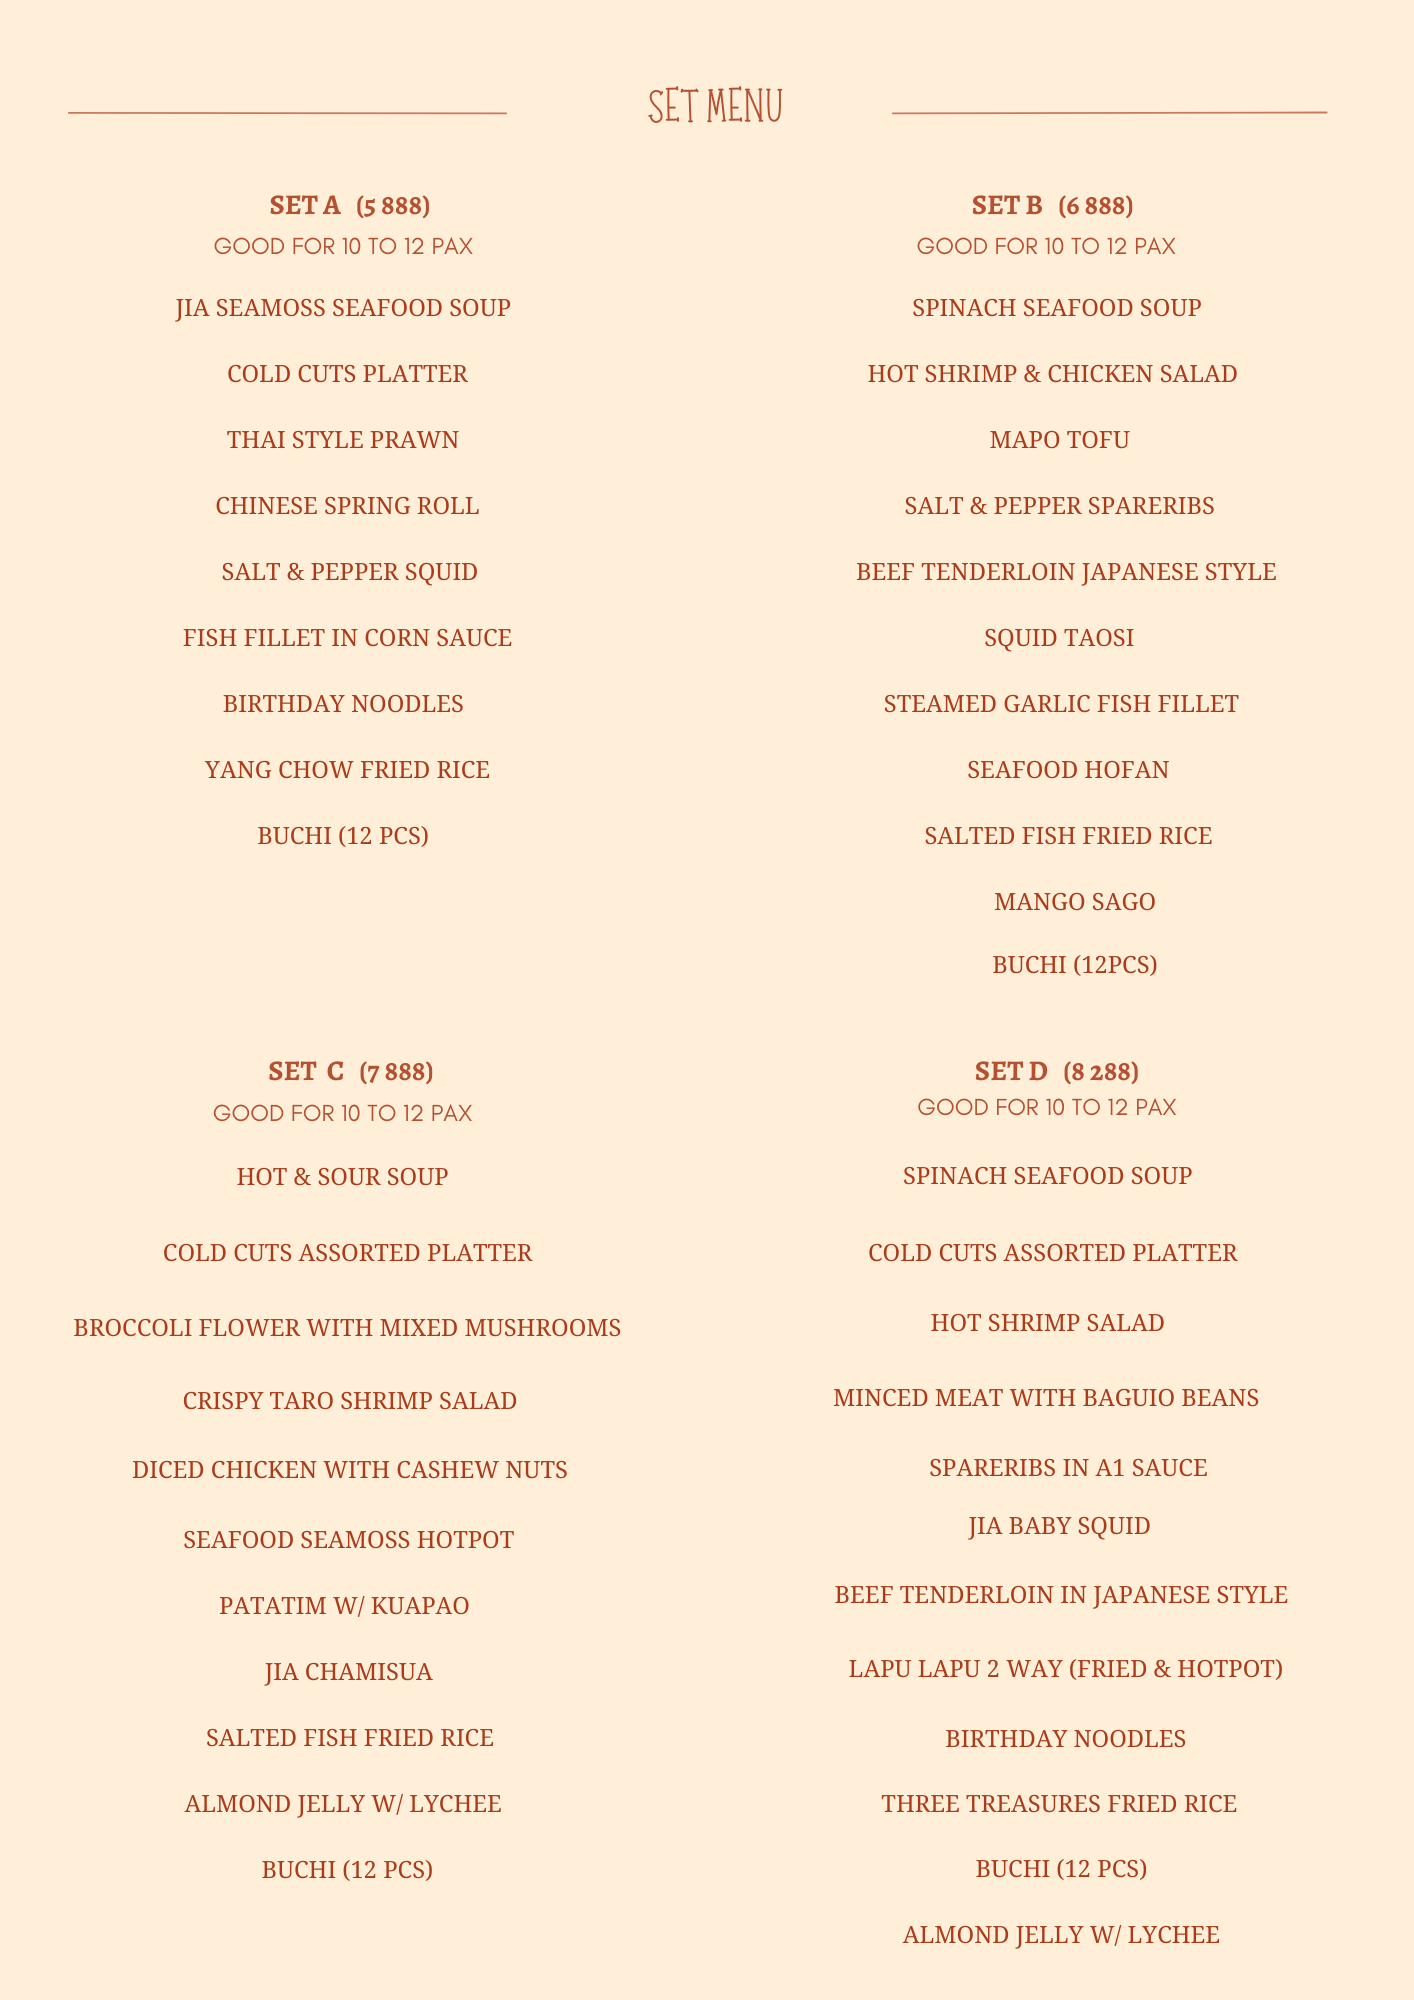 SET MENU
SET A (5 888)
GOOD FOR 10 TO 12 PAX
JIA SEAMOSS SEAFOOD SOUP
COLD CUTS PLATTER
THAI STYLE PRAWN
CHINESE SPRING ROLL
SALT & PEPPER SQUID
FISH FILLET IN CORN SAUCE
BIRTHDAY NOODLES
YANG CHOW FRIED RICE
BUCHI (12 PCS)
SET B (6 888)
GOOD FOR 10 TO 12 PAX
SPINACH SEAFOOD SOUP
HOT SHRIMP & CHICKEN SALAD
MAPO TOFU
SALT & PEPPER SPARERIBS
BEEF TENDERLOIN JAPANESE STYLE
SQUID TAOSI
STEAMED GARLIC FISH FILLET
SEAFOOD HOFAN
SALTED FISH FRIED RICE
MANGO SAGO
BUCHI (12PCS)
SET C (7 888)
GOOD FOR 10 TO 12 PAX
HOT & SOUR SOUP
COLD CUTS ASSORTED PLATTER
BROCCOLI FLOWER WITH MIXED MUSHROOMS
CRISPY TARO SHRIMP SALAD
DICED CHICKEN WITH CASHEW NUTS
SEAFOOD SEAMOSS HOTPOT
PATATIM W/ KUAPAO
JIA CHAMISUA
SALTED FISH FRIED RICE
ALMOND JELLY W/ LYCHEE
BUCHI (12 PCS)
SET D (8 288)
GOOD FOR 10 TO 12 PAX
SPINACH SEAFOOD SOUP
COLD CUTS ASSORTED PLATTER
HOT SHRIMP SALAD
MINCED MEAT WITH BAGUIO BEANS
SPARERIBS IN A1 SAUCE
JIA BABY SQUID
BEEF TENDERLOIN IN JAPANESE STYLE
LAPU LAPU 2 WAY (FRIED & HOTPOT)
BIRTHDAY NOODLES
THREE TREASURES FRIED RICE
BUCHI (12 PCS)
ALMOND JELLY W/ LYCHEE